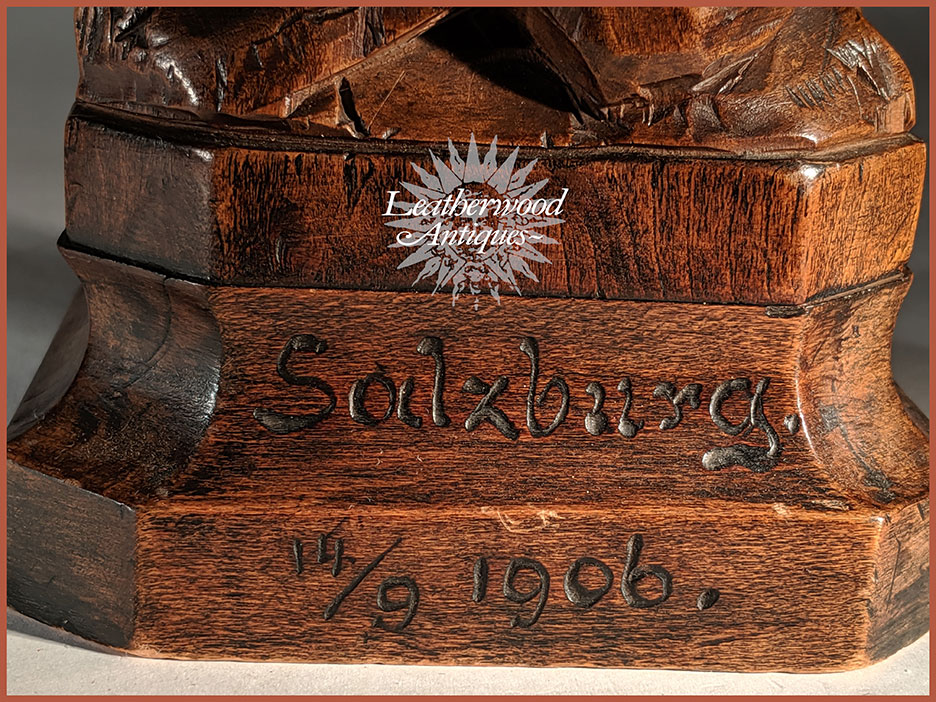 Leatherwood
Antiques
Salzburg.
14/9 1906.